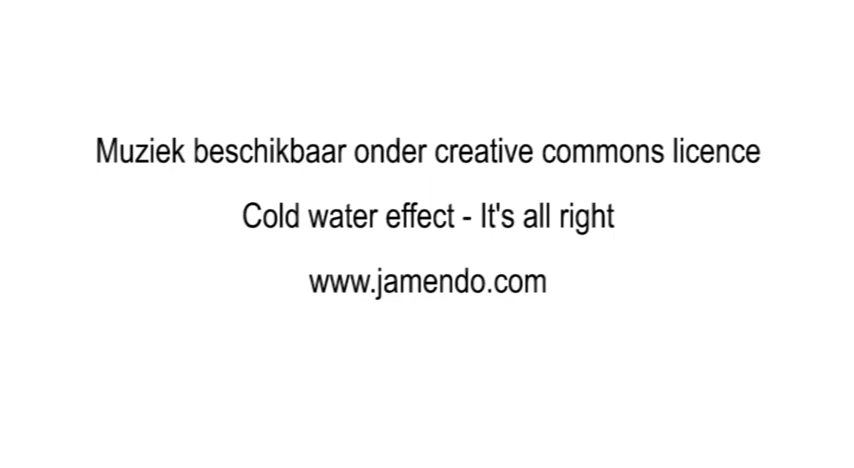 Muziek beschikbaar onder creative commons licence
Cold water effect - It's all right
www.jamendo.com